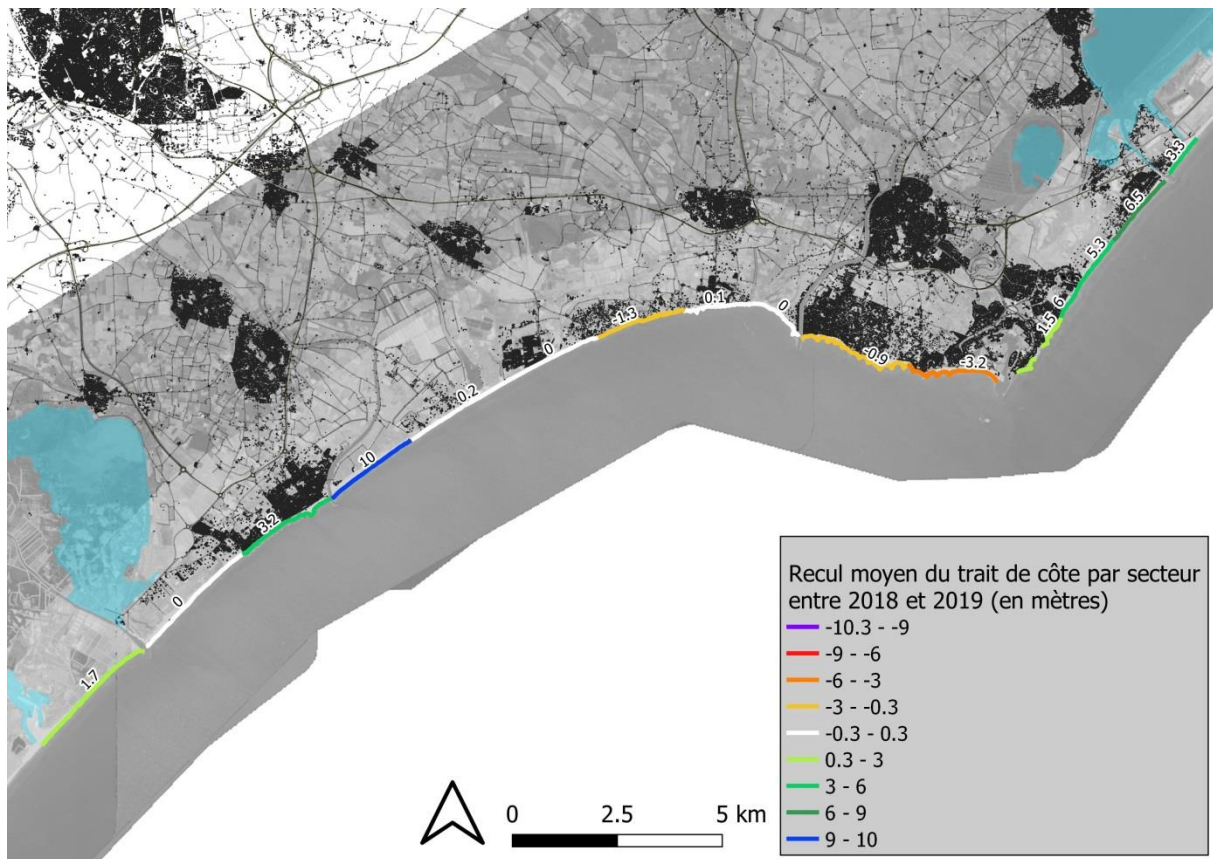 3.3
6.5
5.3
6
1.5
0.1
0
-1.3
0
-0.9
-3.2
0.2
10
3.2
0
1.7
Recul moyen du trait de côte par secteur
entre 2018 et 2019 (en mètres)
-10.3 - -9
-9 - -6
-6 - -3
-3 - -0.3
-0.3 - 0.3
0.3 - 3
3 - 6
6 - 9
9 - 10
0 2.5 5 km